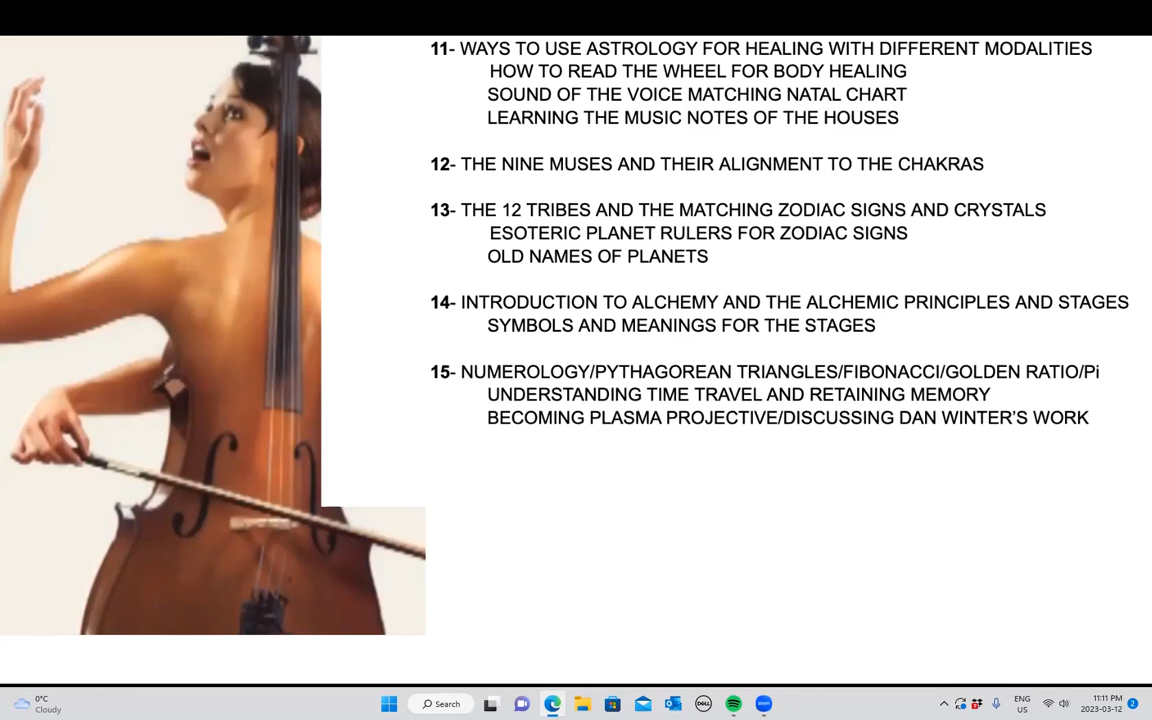 11- WAYS TO USE ASTROLOGY FOR HEALING WITH DIFFERENT MODALITIES
HOW TO READ THE WHEEL FOR BODY HEALING
SOUND OF THE VOICE MATCHING NATAL CHART
LEARNING THE MUSIC NOTES OF THE HOUSES
12- THE NINE MUSES AND THEIR ALIGNMENT TO THE CHAKRAS
13- THE 12 TRIBES AND THE MATCHING ZODIAC SIGNS AND CRYSTALS
ESOTERIC PLANET RULERS FOR ZODIAC SIGNS
OLD NAMES OF PLANETS
14- INTRODUCTION TO ALCHEMY AND THE ALCHEMIC PRINCIPLES AND STAGES
SYMBOLS AND MEANINGS FOR THE STAGES
15- NUMEROLOGY/PYTHAGOREAN TRIANGLES/FIBONACCI/GOLDEN RATIO/Pi
UNDERSTANDING TIME TRAVEL AND RETAINING MEMORY
BECOMING PLASMA PROJECTIVE/DISCUSSING DAN WINTER'S WORK
0°C
Cloudy
Search
DELL
zoom
ENG
US
11:11 PM
2023-03-12
2